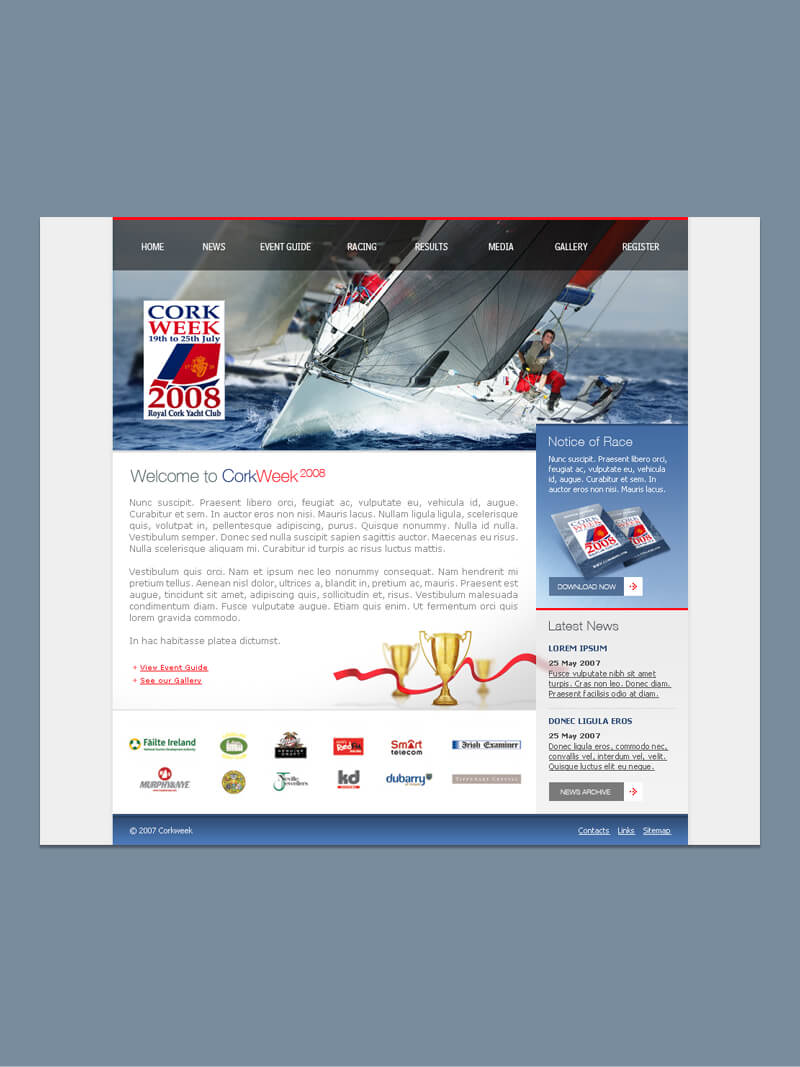 HOME NEWS EVENT GUIDE RACING RESULTS MEDIA GALLERY REGISTER
CORK
WEEK
19th to 25th July
2008
Royal Cork Yacht Club
Welcome to CorkWeek 2008
Nunc suscipit. Praesent libero orci, feugiat ac, vulputate eu, vehicula id, augue.
Curabitur et sem. In auctor eros non nisi. Mauris lacus. Nullam ligula ligula, scelerisque
quis, volutpat in, pellentesque adipiscing, purus. Quisque nonummy. Nulla id nulla.
Vestibulum semper. Donec sed nulla suscipit sapien sagittis auctor. Maecenas eu risus.
Nulla scelerisque aliquam mi. Curabitur id turpis ac risus luctus mattis.
Vestibulum quis orci. Nam et ipsum nec leo nonummy consequat. Nam hendrerit mi
pretium tellus. Aenean nisl dolor, ultrices a, blandit in, pretium ac, mauris. Praesent est
augue, tincidunt sit amet, adipiscing quis, sollicitudin et, risus. Vestibulum malesuada
condimentum diam. Fusce vulputate augue. Etiam quis enim. Ut fermentum orci quis
lorem gravida commodo.
In hac habitasse platea dictumst.
+ View Event Guide
+ See our Gallery
Notice of Race
Nunc suscipit. Praesent libero orci,
feugiat ac, vulputate eu, vehicula
id, augue. Curabitur et sem. In
auctor eros non nisi. Mauris lacus.
CORK
WEEK
2008
CORK
WEEK
2008
DOWNLOAD NOW
Latest News
LOREM IPSUM
25 May 2007
Fusce vulputate nibh sit amet
turpis. Cras non leo. Donec diam.
Praesent facilisis odio at diam.
DONEC LIGULA EROS
25 May 2007
Donec ligula eros, commodo nec,
convallis vel, interdum vel, velit.
Quisque luctus elit eu neque.
NEWS ARCHIVE
Fáilte Ireland
Smart
telecom
Irish Examiner
MURPHY&NYE
Neville
Jewellers
kd
dubarry
TIPPERARY CRYSTAL
© 2007 Corkweek
Contacts Links Sitemap